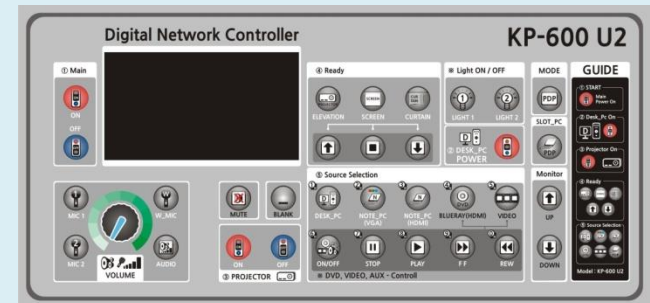 Digital Network Controller
KP-600 U2
① Main
ON
OFF
④ Ready
ELEVATION
SCREEN
CURTAIN
※ Light ON / OFF
LIGHT 1
LIGHT 2
② DESK_PC
POWER
MODE
PDP
SLOT_PC
PDP
Monitor
UP
DOWN
GUIDE
① START
Main
Power On
② Desk_Pc On
③ Projector On
④ Ready
⑤ Source Selection
Model : KP-600 U2
MIC 1
W_MIC
MIC 2
AUDIO
VOLUME
MUTE
BLANK
ON
OFF
③ PROJECTOR
⑤ Source Selection
DESK_PC
NOTE_PC
(VGA)
NOTE_PC
(HDMI)
BLUERAY(HDMI)
VIDEO
ON/OFF
STOP
PLAY
F F
REW
※ DVD, VIDEO, AUX - Controll